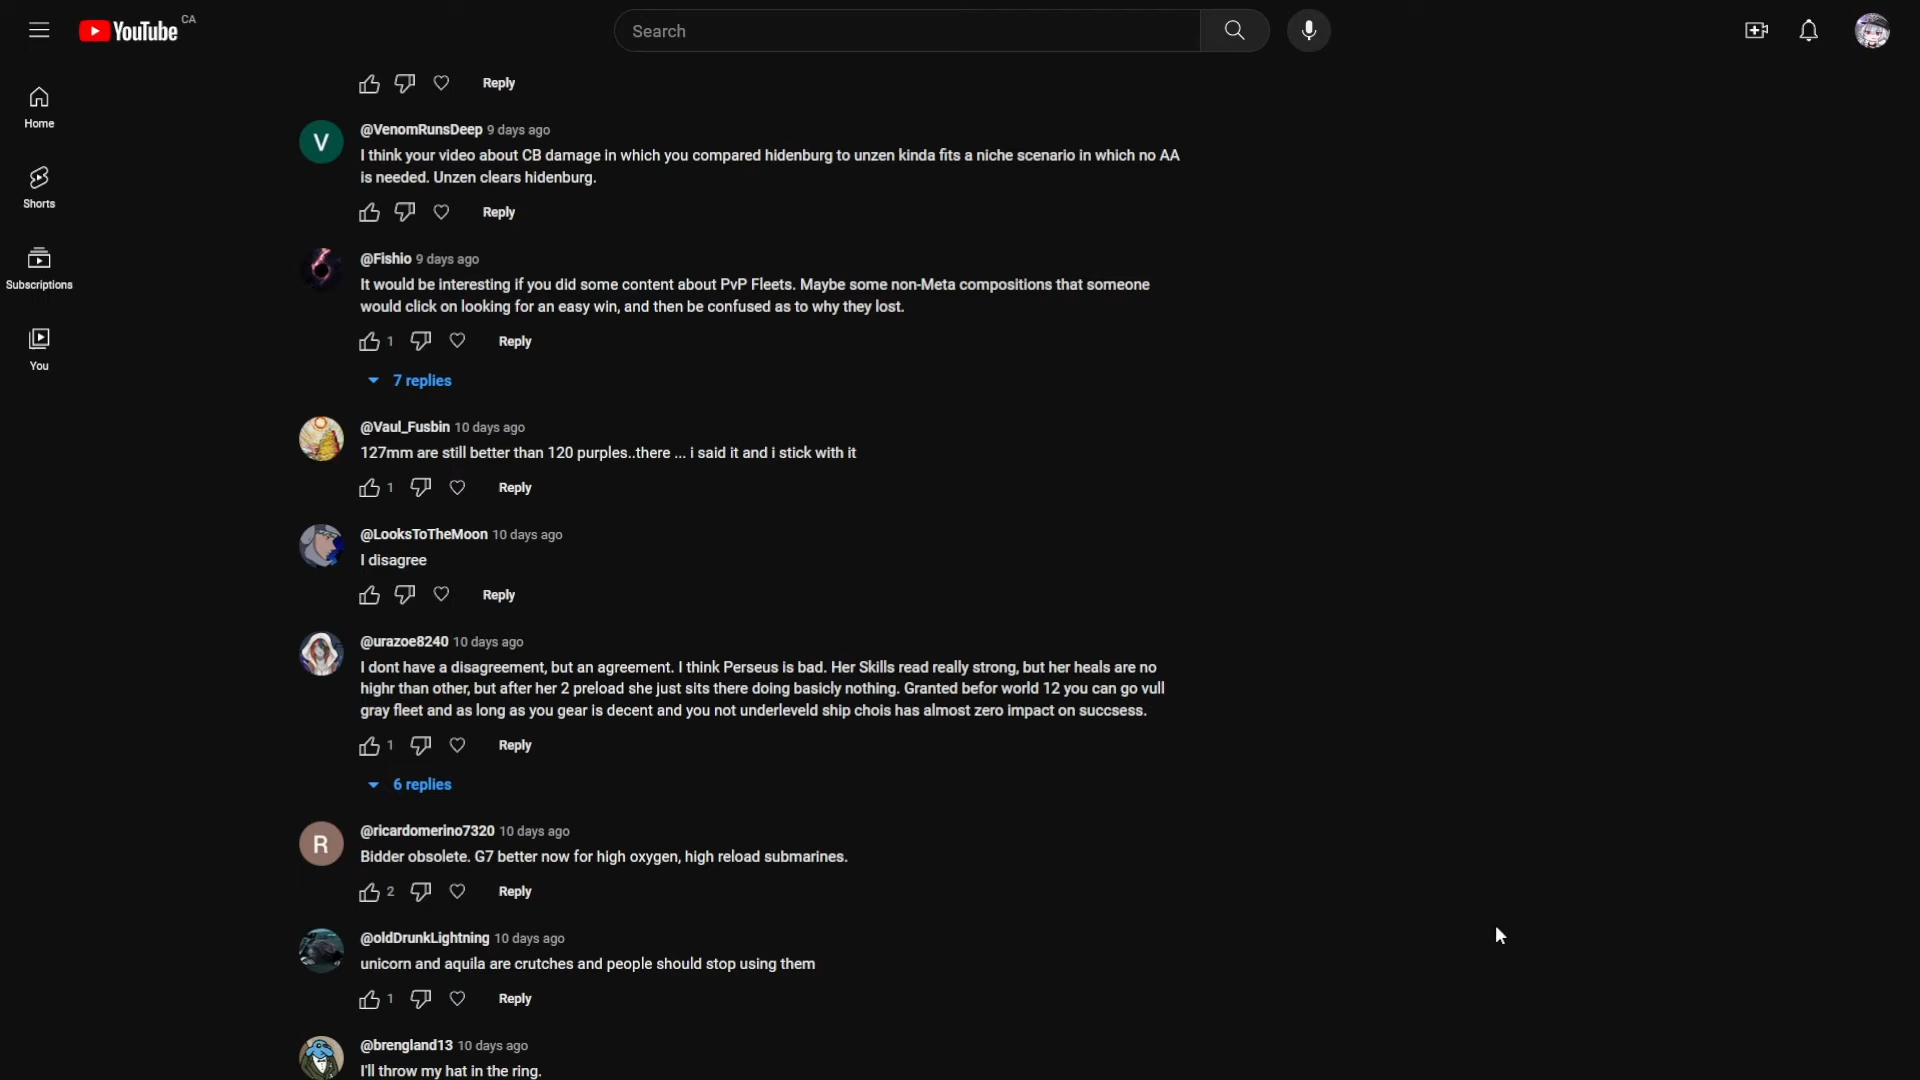 YouTube CA
Search
Home
Shorts
Subscriptions
You
Reply
V
@VenomRunsDeep 9 days ago
I think your video about CB damage in which you compared hidenburg to unzen kinda fits a niche scenario in which no AA
is needed. Unzen clears hidenburg.
Reply
@Fishio 9 days ago
It would be interesting if you did some content about PvP Fleets. Maybe some non-Meta compositions that someone
would click on looking for an easy win, and then be confused as to why they lost.
1 Reply
7 replies
@Vaul_Fusbin 10 days ago
127mm are still better than 120 purples..there ... i said it and i stick with it
1 Reply
@LooksToTheMoon 10 days ago
I disagree
Reply
@urazoe8240 10 days ago
I dont have a disagreement, but an agreement. I think Perseus is bad. Her Skills read really strong, but her heals are no
highr than other, but after her 2 preload she just sits there doing basicly nothing. Granted befor world 12 you can go vull
gray fleet and as long as you gear is decent and you not underleveld ship chois has almost zero impact on succsess.
1 Reply
6 replies
R
@ricardomerino7320 10 days ago
Bidder obsolete. G7 better now for high oxygen, high reload submarines.
2 Reply
@oldDrunkLightning 10 days ago
unicorn and aquila are crutches and people should stop using them
1 Reply
@brengland13 10 days ago
I'll throw my hat in the ring.